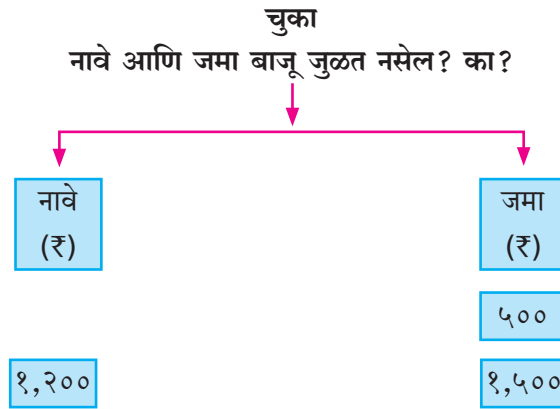 चुका
नावे आणि जमा बाजू जुळत नसेल? का?
नावे जमा
(₹) (₹)
५००
१,२०० १,५००